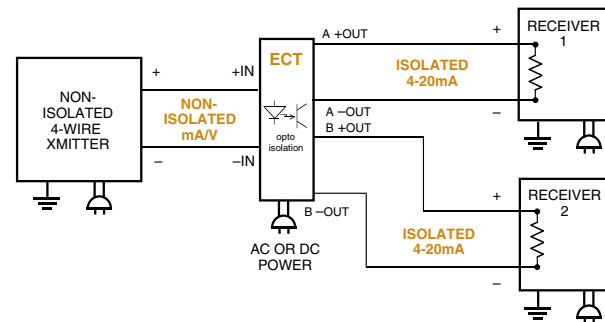 NON-
ISOLATED
4-WIRE
XMITTER
+
–
NON-
ISOLATED
mA/V
+IN
–IN
ECT
opto
isolation
AC OR DC
POWER
A +OUT
A –OUT
B +OUT
B –OUT
ISOLATED
4-20mA
+
–
RECEIVER
1
ISOLATED
4-20mA
+
–
RECEIVER
2